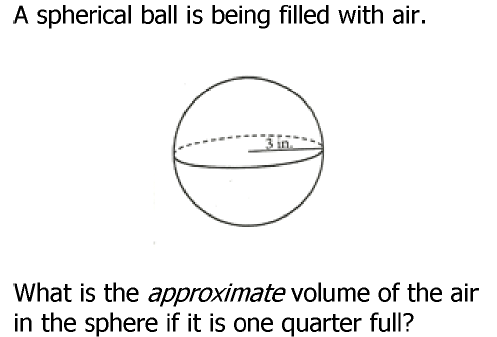 A spherical ball is being filled with air.
3 in.
What is the approximate volume of the air
in the sphere if it is one quarter full?